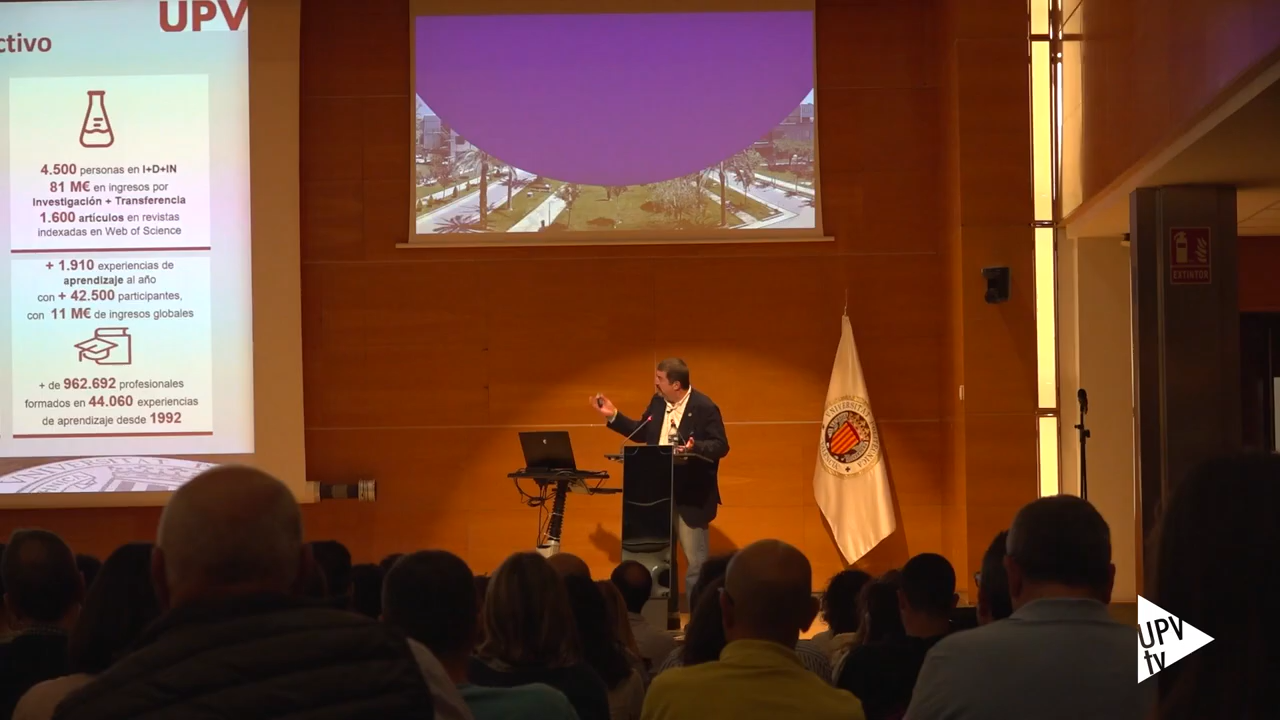 UPV
ctivo
4.500 personas en I+D+IN
81 M€ en ingresos por
Investigación + Transferencia
1.600 artículos en revistas
indexadas en Web of Science
+ 1.910 experiencias de
aprendizaje al año
con + 42.500 participantes,
con 11 M€ de ingresos globales
+ de 962.692 profesionales
formados en 44.060 experiencias
de aprendizaje desde 1992
EXTINTOR
UPV
tv